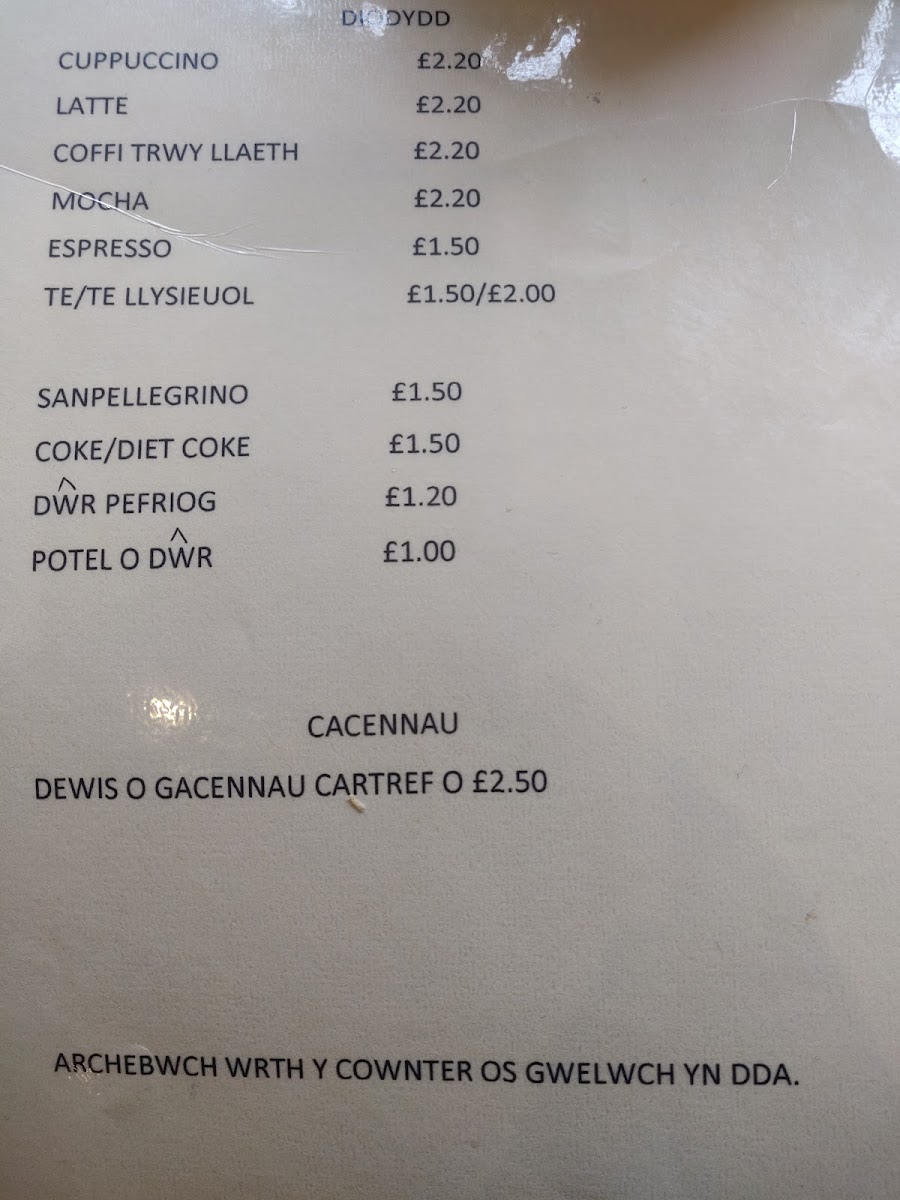 DIODYDD
CUPPUCCINO £2.20
LATTE £2.20
COFFI TRWY LLAETH £2.20
MOCHA £2.20
ESPRESSO £1.50
TE/TE LLYSIEUOL £1.50/£2.00
SANPELLEGRINO £1.50
COKE/DIET COKE £1.50
DŴR PEFRIOG £1.20
POTEL O DŴR £1.00
CACENNAU
DEWIS O GACENNAU CARTREF O £2.50
ARCHEBWCH WRTH Y COWNTER OS GWELWCH YN DDA.